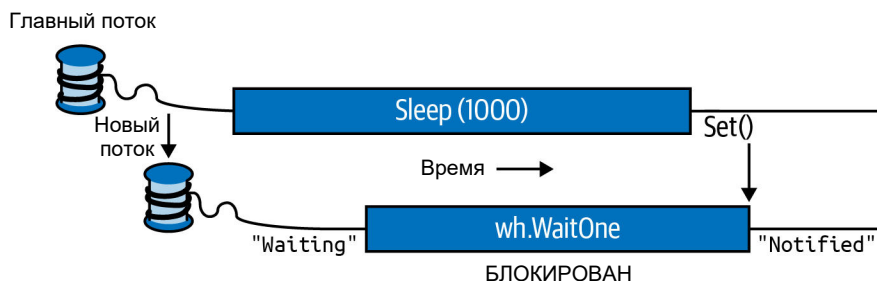 Главный поток
Sleep (1000)
Новый
поток
Set()
Время
wh.WaitOne
"Waiting"
"Notified"
БЛОКИРОВАН